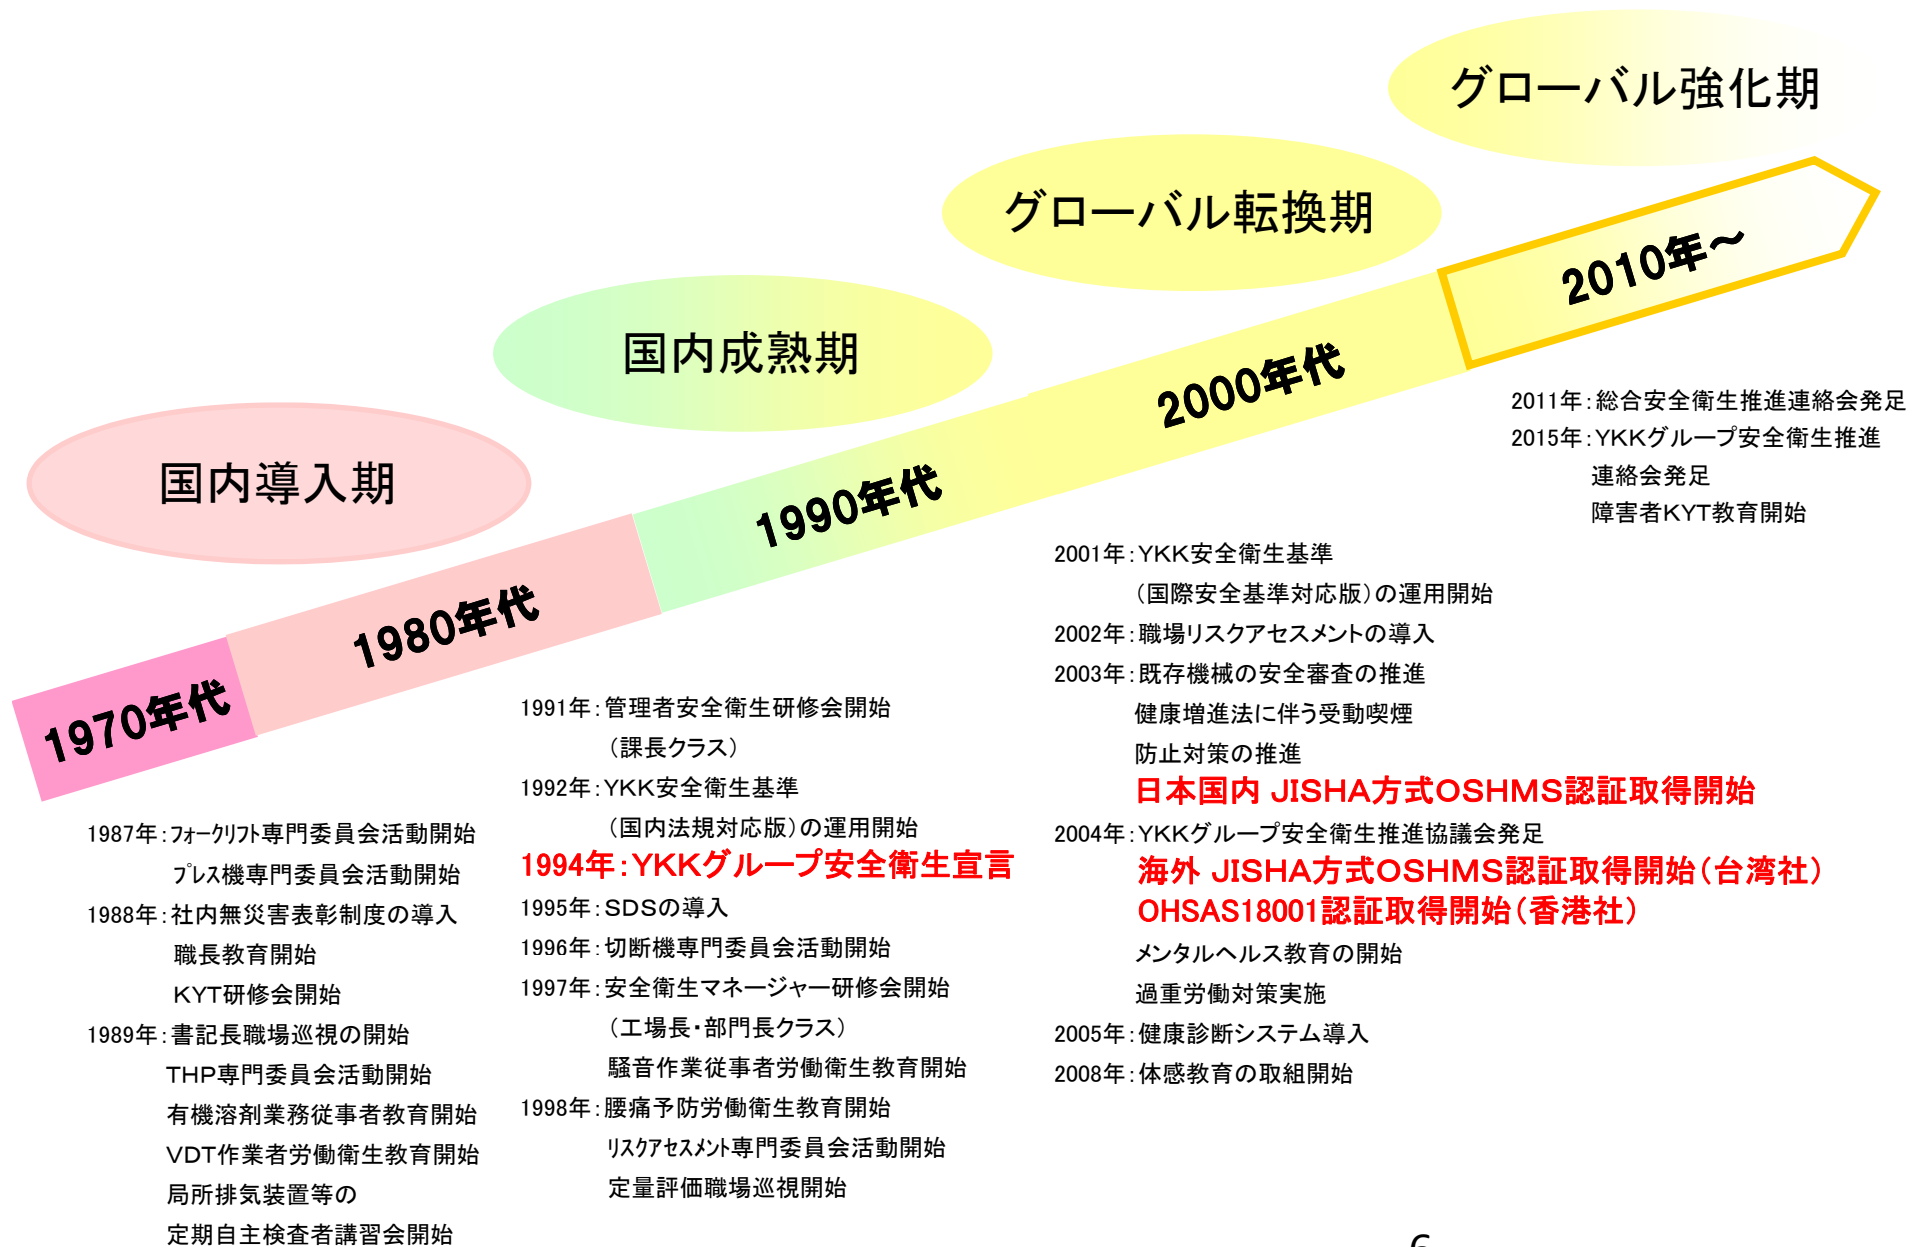 グローバル強化期
グローバル転換期
国内成熟期
国内導入期
1970年代
1980年代
1990年代
2000年代
2010年～
1987年：フォークリフト専門委員会活動開始
プレス機専門委員会活動開始
1988年：社内無災害表彰制度の導入
職長教育開始
KYT研修会開始
1989年：書記長職場巡視の開始
THP専門委員会活動開始
有機溶剤業務従事者教育開始
VDT作業者労働衛生教育開始
局所排気装置等の
定期自主検査者講習会開始
1991年：管理者安全衛生研修会開始
（課長クラス）
1992年：YKK安全衛生基準
（国内法規対応版）の運用開始
1994年：YKKグループ安全衛生宣言
1995年：SDSの導入
1996年：切断機専門委員会活動開始
1997年：安全衛生マネージャー研修会開始
（工場長・部門長クラス）
騒音作業従事者労働衛生教育開始
1998年：腰痛予防労働衛生教育開始
リスクアセスメント専門委員会活動開始
定量評価職場巡視開始
2001年：YKK安全衛生基準
（国際安全基準対応版）の運用開始
2002年：職場リスクアセスメントの導入
2003年：既存機械の安全審査の推進
健康増進法に伴う受動喫煙
防止対策の推進
日本国内 JISHA方式OSHMS認証取得開始
2004年：YKKグループ安全衛生推進協議会発足
海外 JISHA方式OSHMS認証取得開始（台湾社）
OHSAS18001認証取得開始（香港社）
メンタルヘルス教育の開始
過重労働対策実施
2005年：健康診断システム導入
2008年：体感教育の取組開始
2011年：総合安全衛生推進連絡会発足
2015年：YKKグループ安全衛生推進
連絡会発足
障害者KYT教育開始